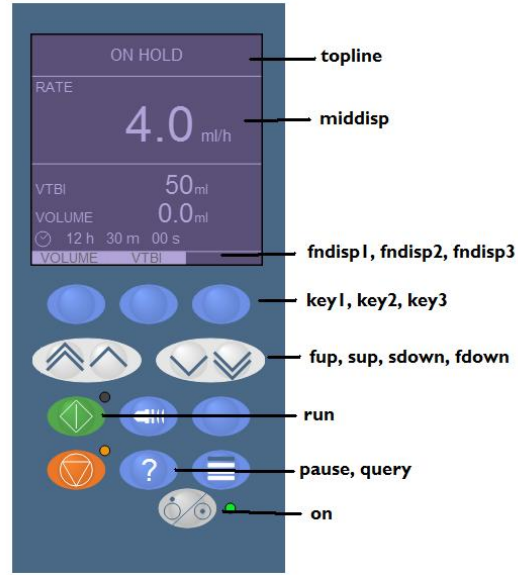 ON HOLD
topline
RATE
4.0 ml/h
middisp
VTBI 50ml
VOLUME 0.0ml
12 h 30 m 00 s
VOLUME VTBI
fndisp1, fndisp2, fndisp3
key1, key2, key3
fup, sup, sdown, fdown
run
?
pause, query
on